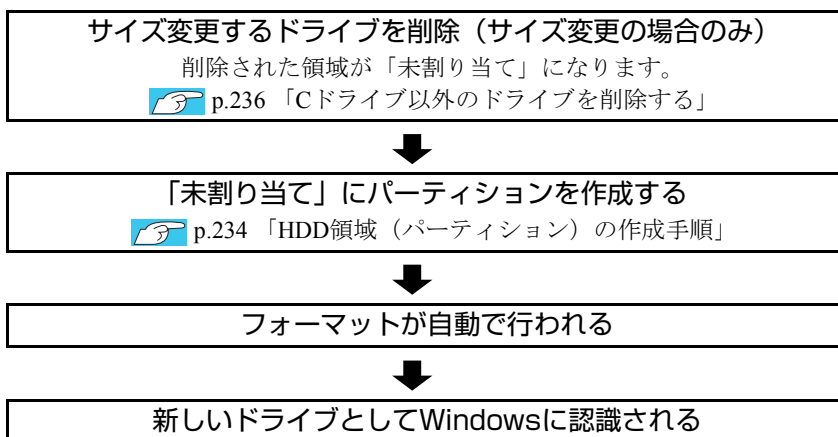 サイズ変更するドライブを削除（サイズ変更の場合のみ）
削除された領域が「未割り当て」になります。
p.236 「Cドライブ以外のドライブを削除する」
「未割り当て」にパーティションを作成する
p.234 「HDD領域（パーティション）の作成手順」
フォーマットが自動で行われる
新しいドライブとしてWindowsに認識される